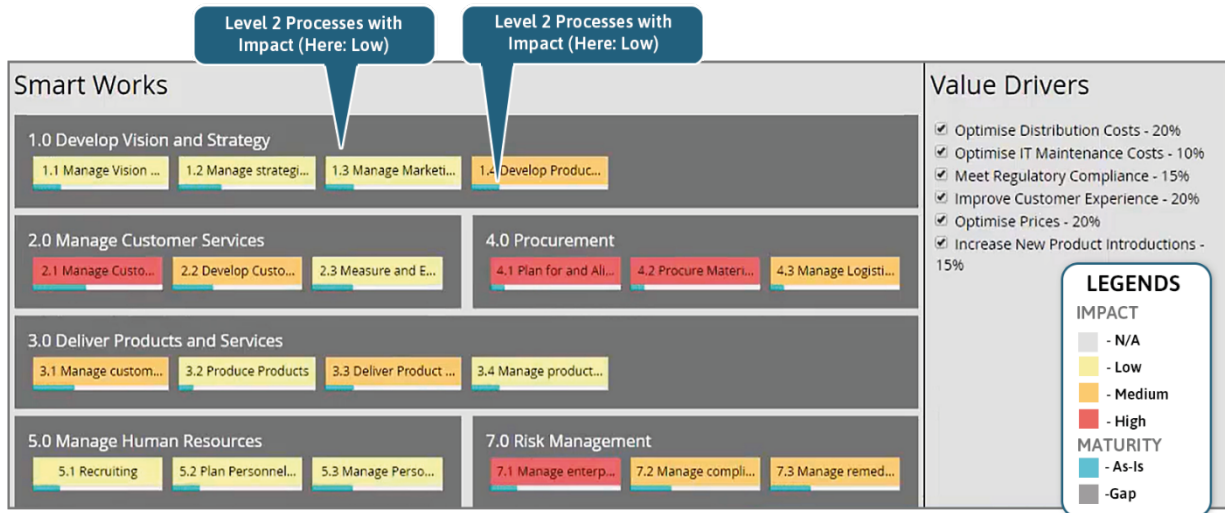 Level 2 Processes with
Impact (Here: Low)
Level 2 Processes with
Impact (Here: Low)
Smart Works
1.0 Develop Vision and Strategy
1.1 Manage Vision ...
1.2 Manage strategi...
1.3 Manage Marketi...
1.4 Develop Produc...
2.0 Manage Customer Services
2.1 Manage Custo...
2.2 Develop Custo...
2.3 Measure and E...
4.0 Procurement
4.1 Plan for and Ali...
4.2 Procure Materi...
4.3 Manage Logisti...
3.0 Deliver Products and Services
3.1 Manage custom...
3.2 Produce Products
3.3 Deliver Product ...
3.4 Manage product...
5.0 Manage Human Resources
5.1 Recruiting
5.2 Plan Personnel...
5.3 Manage Perso...
7.0 Risk Management
7.1 Manage enterp...
7.2 Manage compli...
7.3 Manage remed...
Value Drivers
Optimise Distribution Costs - 20%
Optimise IT Maintenance Costs - 10%
Meet Regulatory Compliance - 15%
Improve Customer Experience - 20%
Optimise Prices - 20%
Increase New Product Introductions -
15%
LEGENDS
IMPACT
- N/A
- Low
- Medium
- High
MATURITY
- As-Is
-Gap